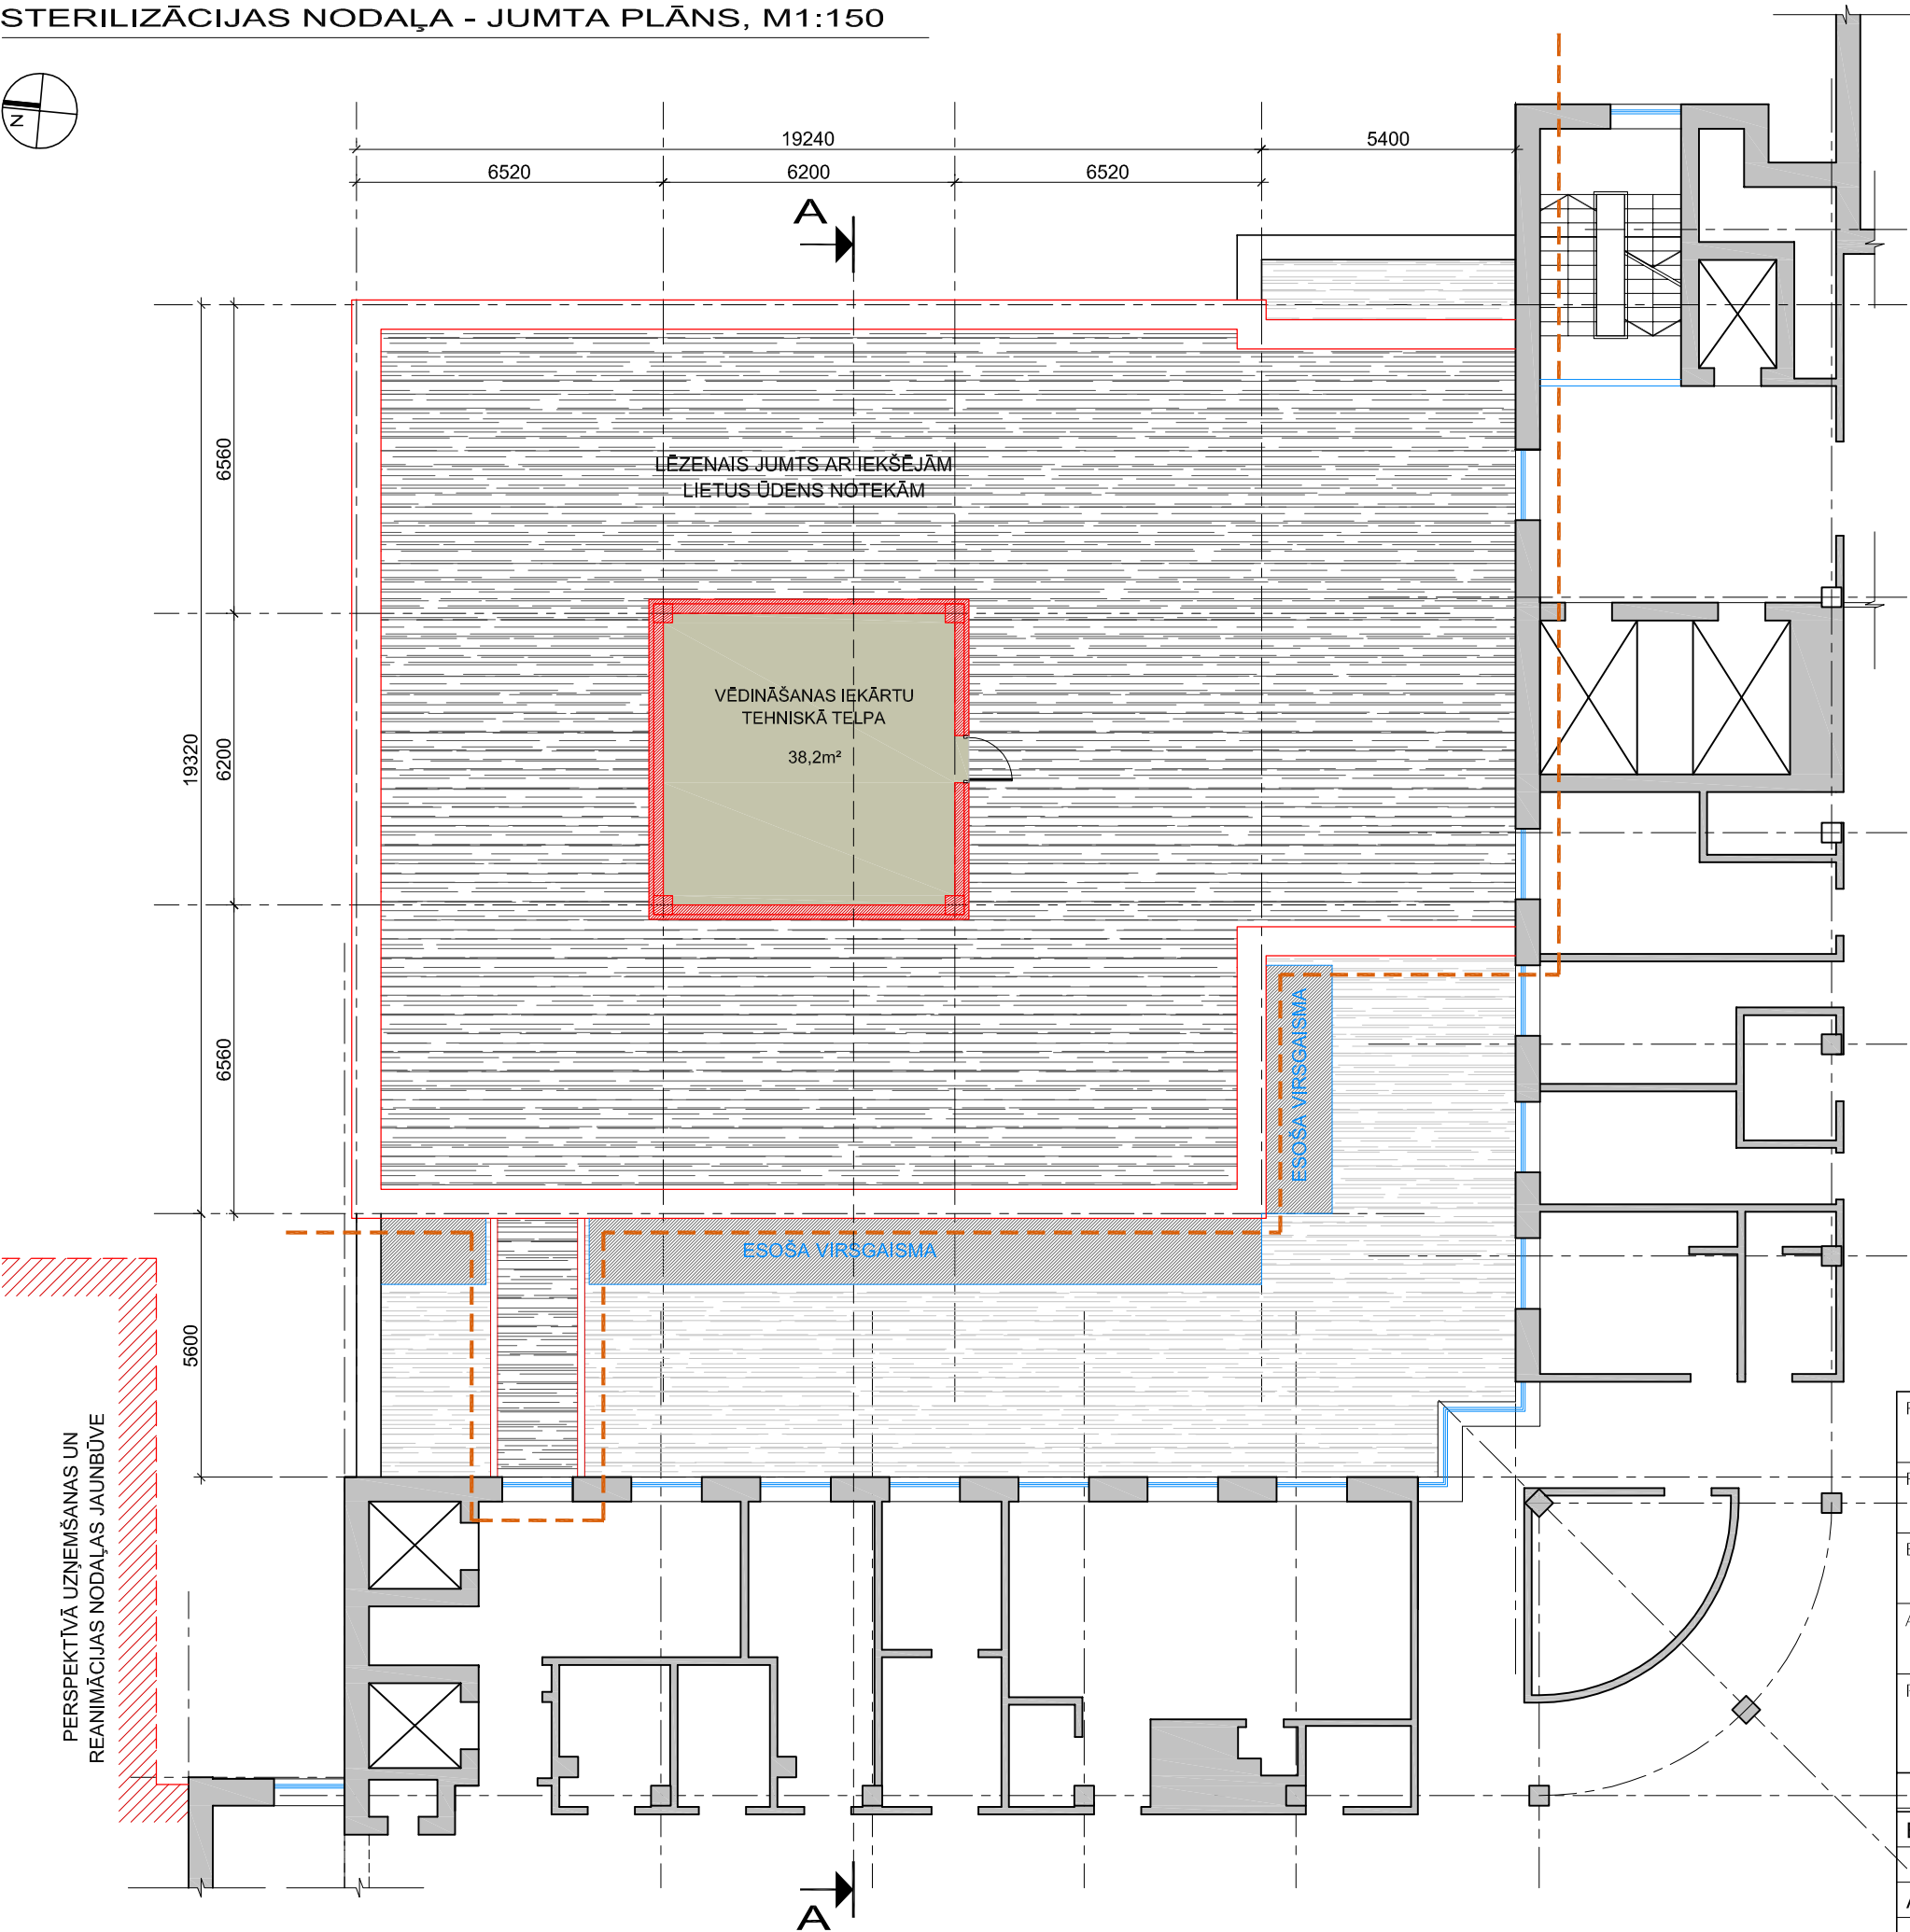 STERILIZĀCIJAS NODAĻA - JUMTA PLĀNS, M1:150
N
19240
5400
6520
6200
6520
A
6560
LĒZENAIS JUMTS AR IEKŠĒJĀM
LIETUS ŪDENS NOTEKĀM
VĒDINĀŠANAS IEKĀRTU
TEHNISKĀ TELPA
38,2m²
19320
6200
6560
ESOŠA VIRSGAISMA
ESOŠA VIRSGAISMA
5600
PERSPEKTĪVĀ UZŅEMŠANAS UN
REANIMĀCIJAS NODAĻAS JAUNBŪVE
A